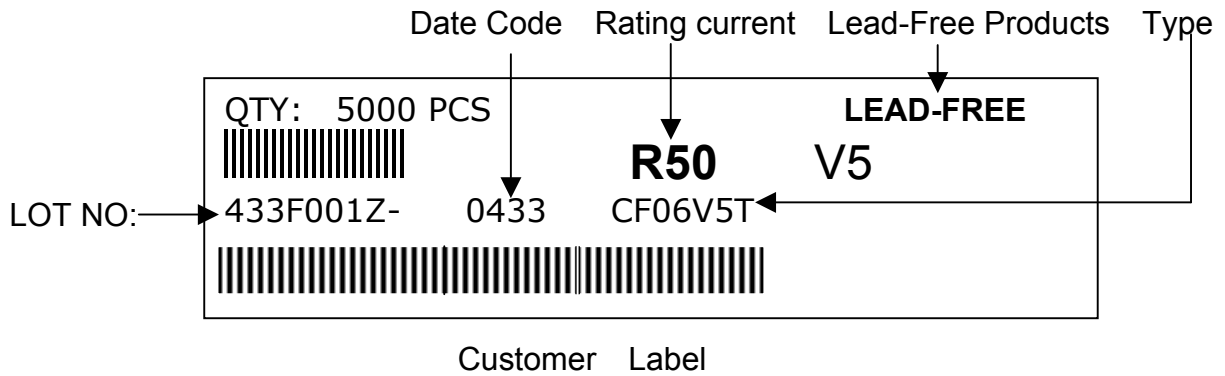 Date Code Rating current Lead-Free Products Type
QTY: 5000 PCS LEAD-FREE
R50 V5
LOT NO: 433F001Z- 0433 CF06V5T
Customer Label